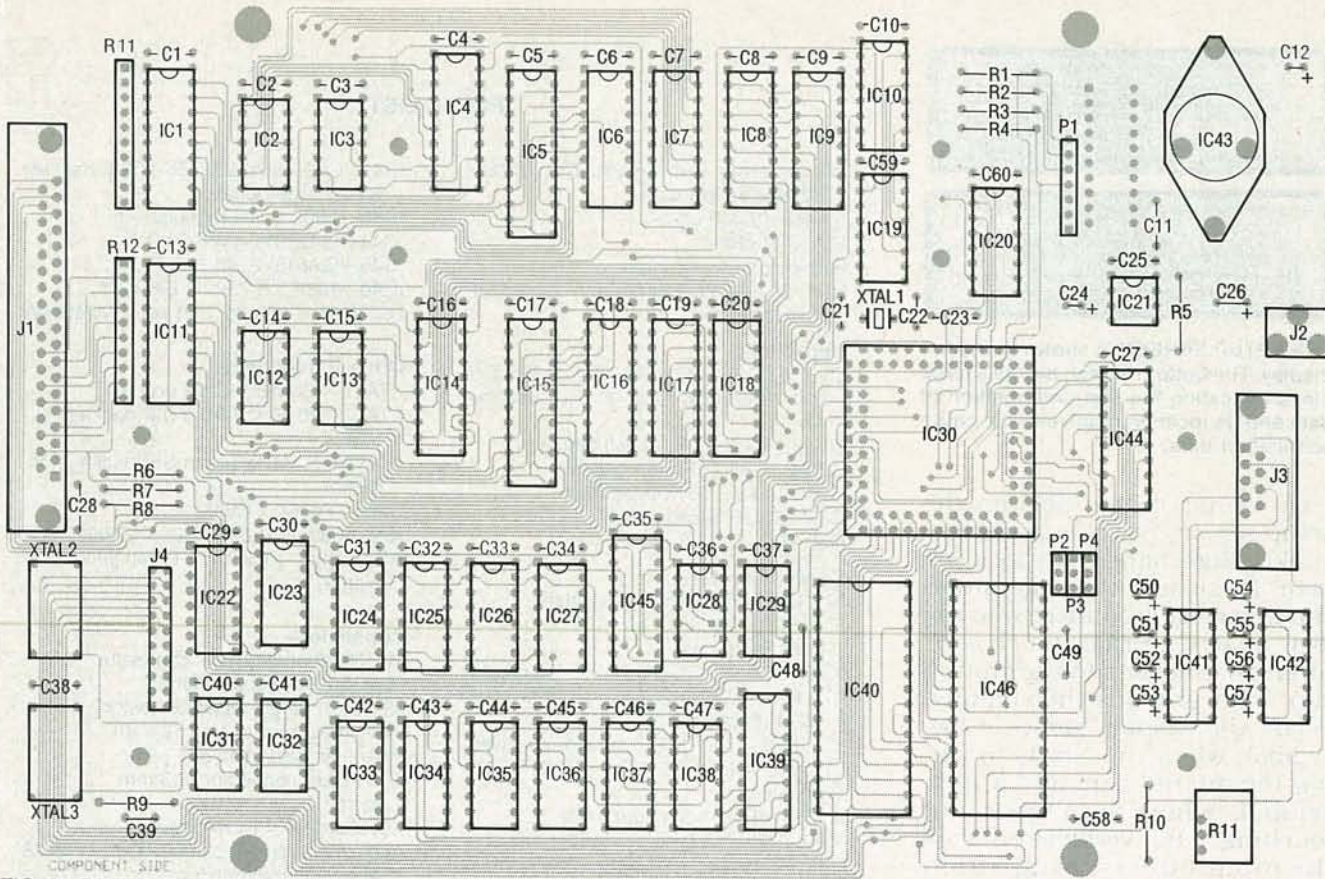 C10
C12
R11 C1 C4 C5 C6 C7 C8 C9
C2 C3 R1
R2
R3
R4
P1
IC10
IC43
IC1 IC2 IC3 IC4 IC5 IC6 IC7 IC8 IC9
C59
C60
IC19
IC20
C11
R12 C13
C25
C16 C17 C18 C19 C20
XTAL1
C21 C22 C23
C24 IC21 R5 C26
J1 IC11 C14 C15
J2
C27
IC12 IC13 IC14 IC15 IC16 IC17 IC18
IC30
IC44
J3
R6
R7
R8
C28
C29 C30 C35
XTAL2 J4 C31 C32 C33 C34 C36 C37
P2 P4
P3
IC22 IC23 IC24 IC25 IC26 IC27 IC45 IC28 IC29
C50 C54
C51 C55
C52 C56
C53 C57
C48
C49
IC41 IC42
C38 C40 C41
IC40 IC46
C42 C43 C44 C45 C46 C47
IC31 IC32 IC39
IC33 IC34 IC35 IC36 IC37 IC38
XTAL3 R9
C39
C58 R10 R11
COMPONENT SIDE